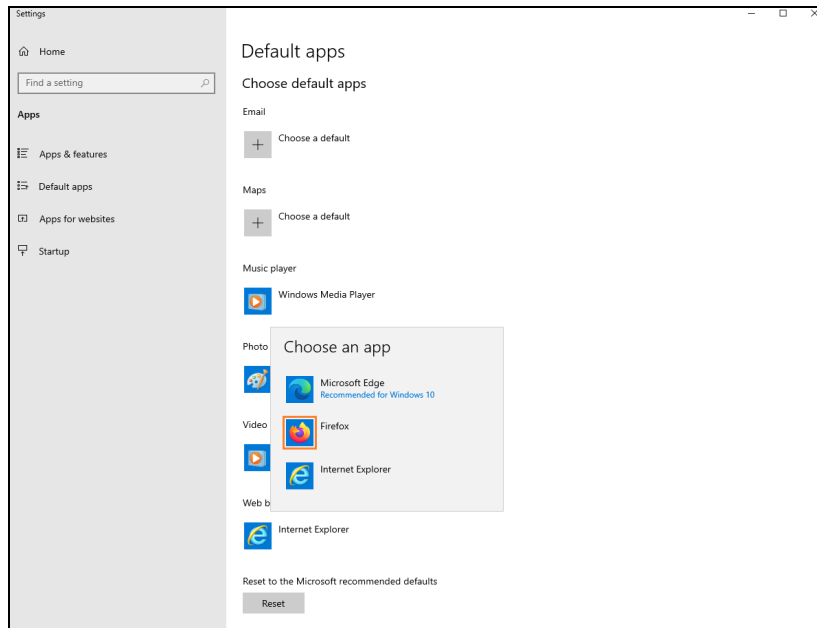 Settings
Home
Find a setting
Apps
Apps & features
Default apps
Apps for websites
Startup
Default apps
Choose default apps
Email
Choose a default
Maps
Choose a default
Music player
Windows Media Player
Photo
Choose an app
Microsoft Edge
Recommended for Windows 10
Video
Firefox
Internet Explorer
Web b
Internet Explorer
Reset to the Microsoft recommended defaults
Reset